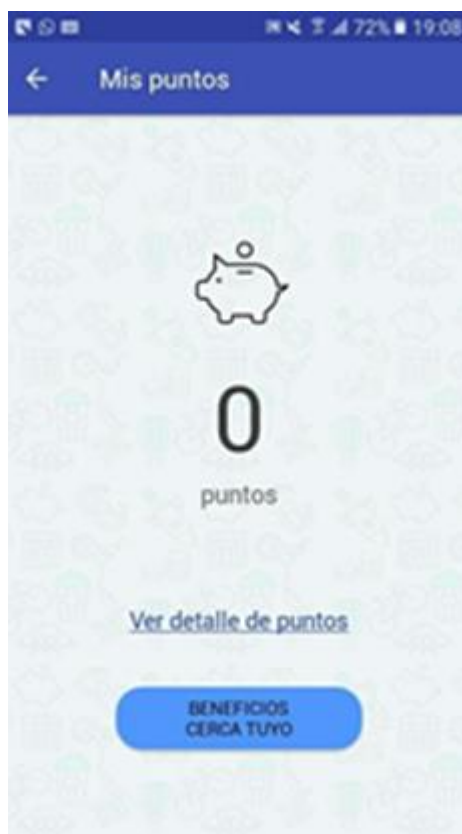 72% 19:08
Mis puntos
0
puntos
Ver detalle de puntos
BENEFICIOS
CERCA TUYO